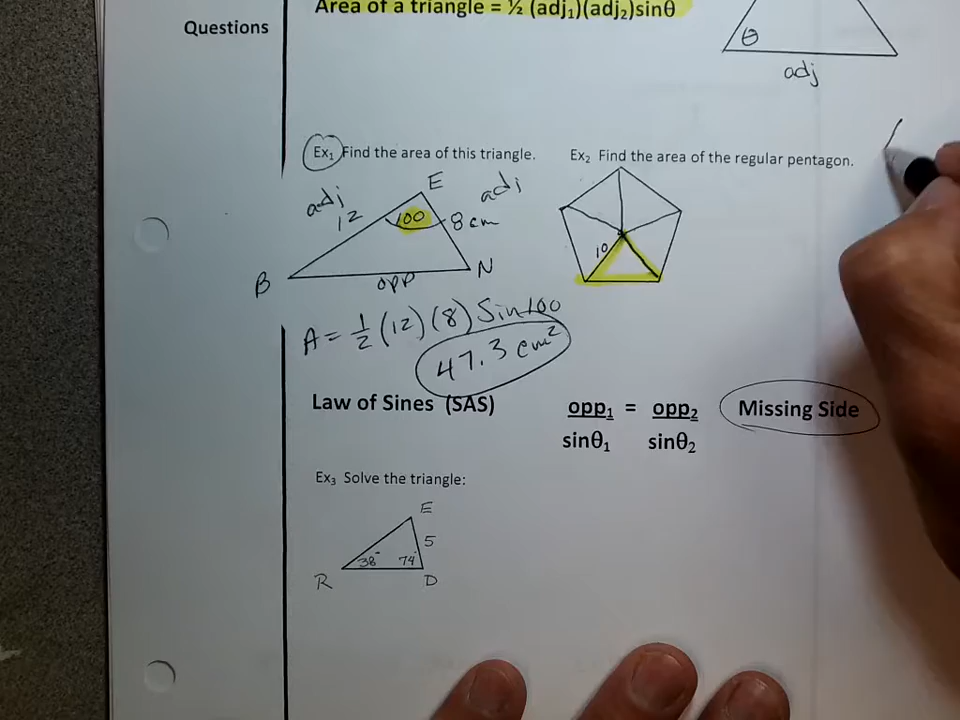 Area of a triangle = ½ (adj₁)(adj₂)sinθ
Questions
θ
adj
Ex₁ Find the area of this triangle.
Ex₂ Find the area of the regular pentagon.
E
adj
adj
12
100
8 cm
10
B
opp
N
A = 1/2 (12)(8) Sin100
47.3 cm²
Law of Sines (SAS)
opp₁ = opp₂
sinθ₁ sinθ₂
Missing Side
Ex₃ Solve the triangle:
E
5
38° 74°
R D